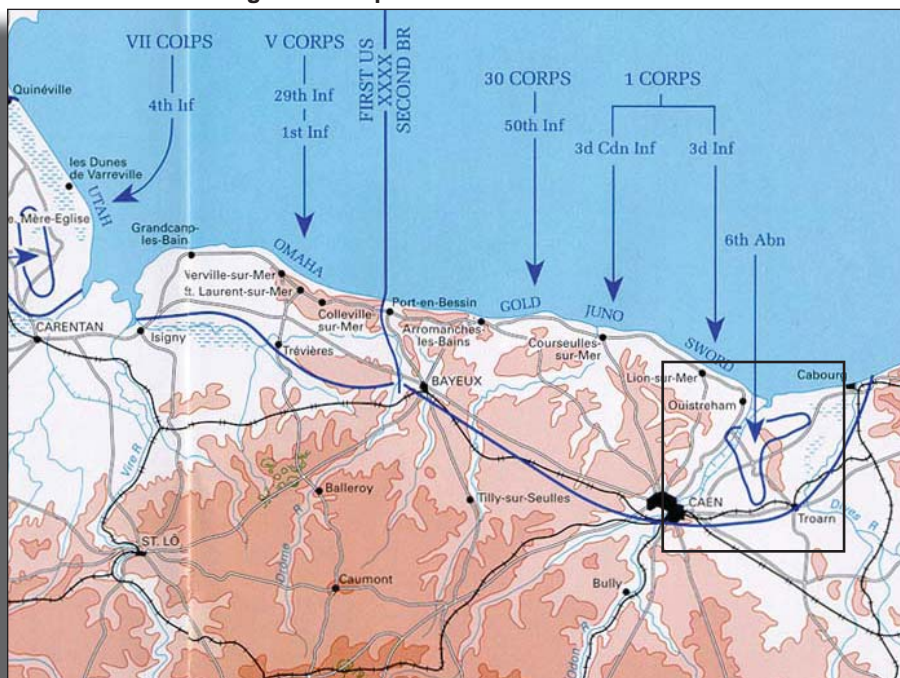 VII COLPS
4th Inf
V CORPS
29th Inf
1st Inf
FIRST US
XXXX
SECOND BR
30 CORPS
50th Inf
1 CORPS
3d Cdn Inf
3d Inf
6th Abn
Quinéville
les Dunes
de Varreville
UTAH
e. Mère-Eglise
Grandcanp-
les-Bain
OMAHA
Vierville-sur-Mer
St. Laurent-sur-Mer
Colleville-
sur-Mer
Port-en-Bessin
Arromanches-
les-Bains
GOLD
JUNO
Courseulles-
sur-Mer
SWORD
Lion-sur-Mer
Ouistreham
Cabourg
CARENTAN
Isigny
Trévières
BAYEUX
CAEN
Troarn
Dives R
Vire R
Balleroy
Tilly-sur-Seulles
Drome R
ST. LÔ
Caumont
Bully
Odon R